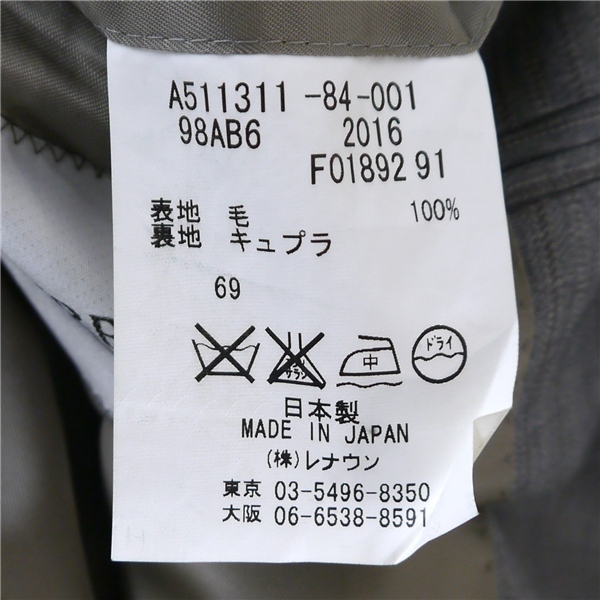 A511311 -84-001
98AB6 2016
F01892 91
表地 毛 100%
裏地 キュプラ
69
中
ドライ
日本製
MADE IN JAPAN
(株)レナウン
東京 03-5496-8350
大阪 06-6538-8591